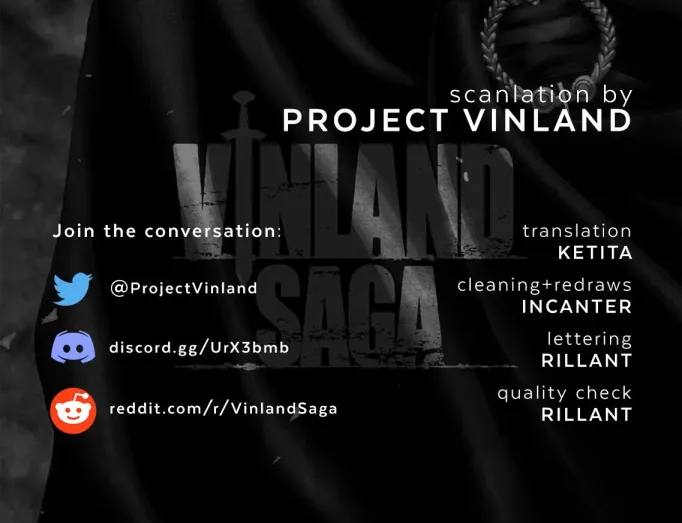 scanlation by
PROJECT VINLAND
VINLAND
SAGA
Join the conversation:
@ProjectVinland
discord.gg/UrX3bmb
reddit.com/r/VinlandSaga
translation
KETITA
cleaning+redraws
INCANTER
lettering
RILLANT
quality check
RILLANT